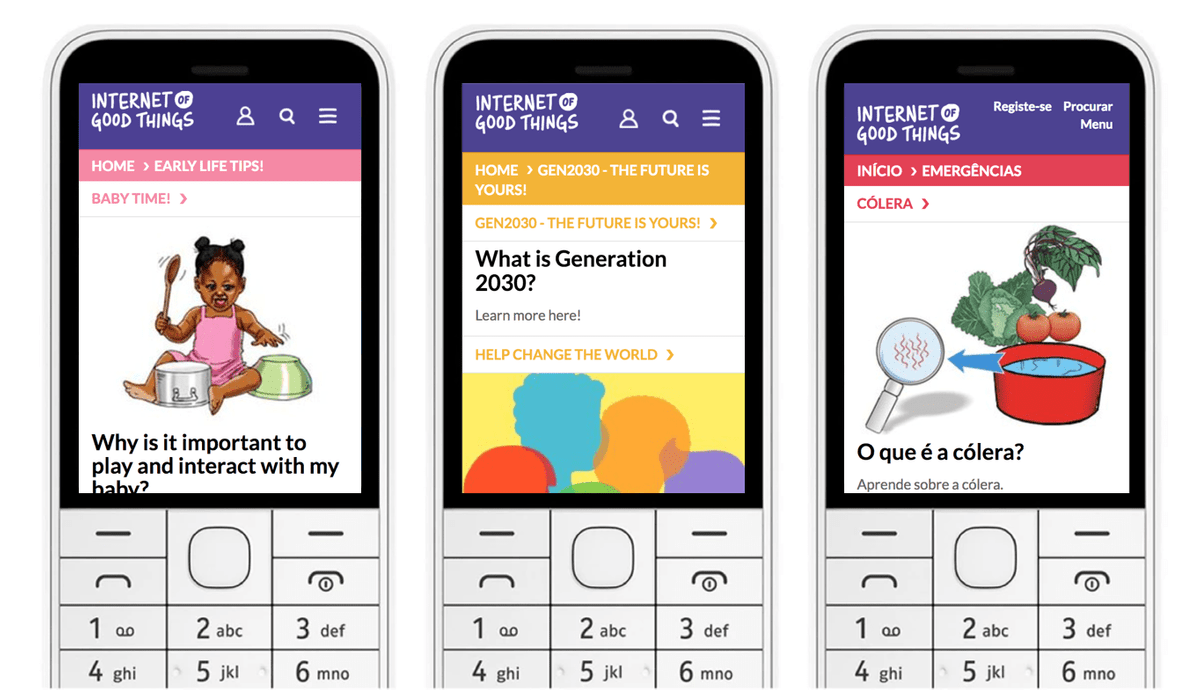 INTERNET OF
GOOD THINGS
HOME > EARLY LIFE TIPS!
BABY TIME! >
Why is it important to
play and interact with my
baby?
1
2 abc
3 def
4 ghi
5 jkl
6 mno
INTERNET OF
GOOD THINGS
HOME > GEN2030 - THE FUTURE IS
YOURS!
GEN2030 - THE FUTURE IS YOURS! >
What is Generation
2030?
Learn more here!
HELP CHANGE THE WORLD >
1
2 abc
3 def
4 ghi
5 jkl
6 mno
INTERNET OF
GOOD THINGS
Registe-se Procurar
Menu
INÍCIO > EMERGÊNCIAS
CÓLERA >
O que é a cólera?
Aprende sobre a cólera.
1
2 abc
3 def
4 ghi
5 jkl
6 mno